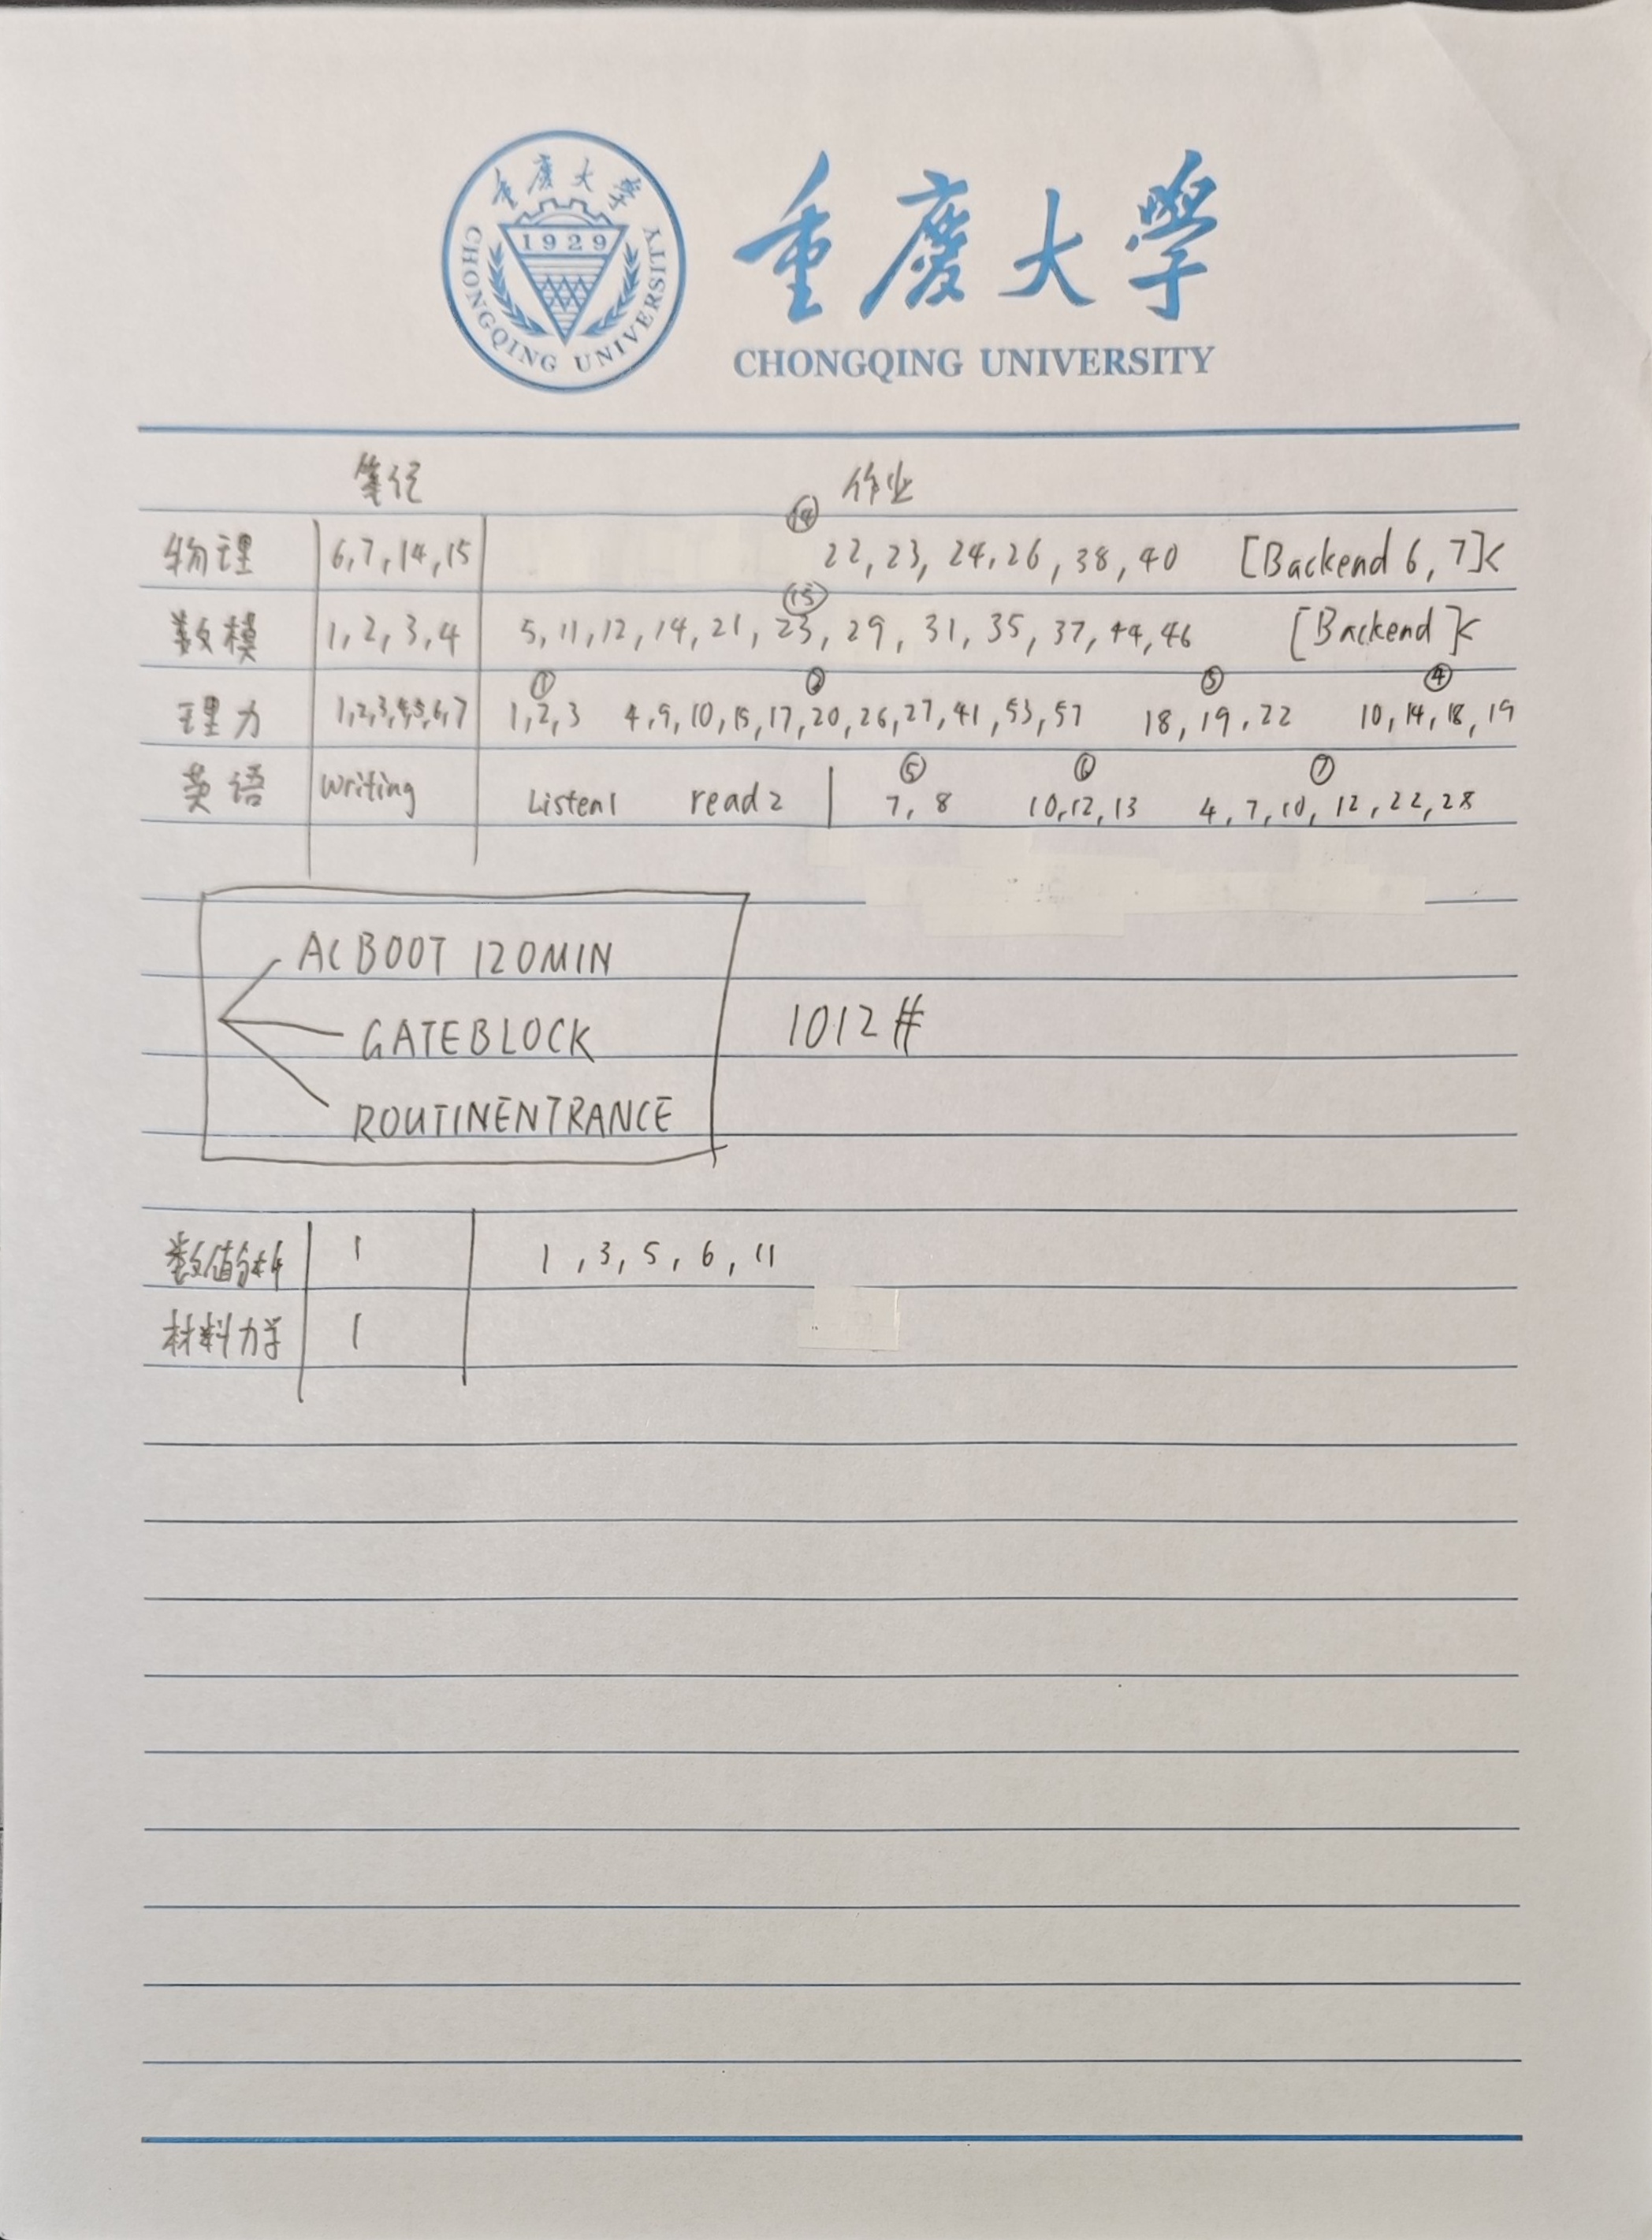 重慶大學
1929
CHONGQING UNIVERSITY
重慶大學
CHONGQING UNIVERSITY
笔记 作业
⑭
物理 6,7,14,15 22,23,24,26,38,40 [Backend 6,7]<
⑮
数模 1,2,3,4 5,11,12,14,21,23,29,31,35,37,44,46 [Backend]<
① ② ③ ④
理力 1,2,3,4,5,6,7 1,2,3 4,9,10,15,17,20,26,27,41,53,57 18,19,22 10,14,18,19
⑤ ⑥ ⑦
英语 Writing Listen1 read2 7,8 10,12,13 4,7,10,12,22,28
ACBOOT 120MIN
GATEBLOCK 1012#
ROUTINENTRANCE
数值分析 1 1,3,5,6,11
材料力学 1